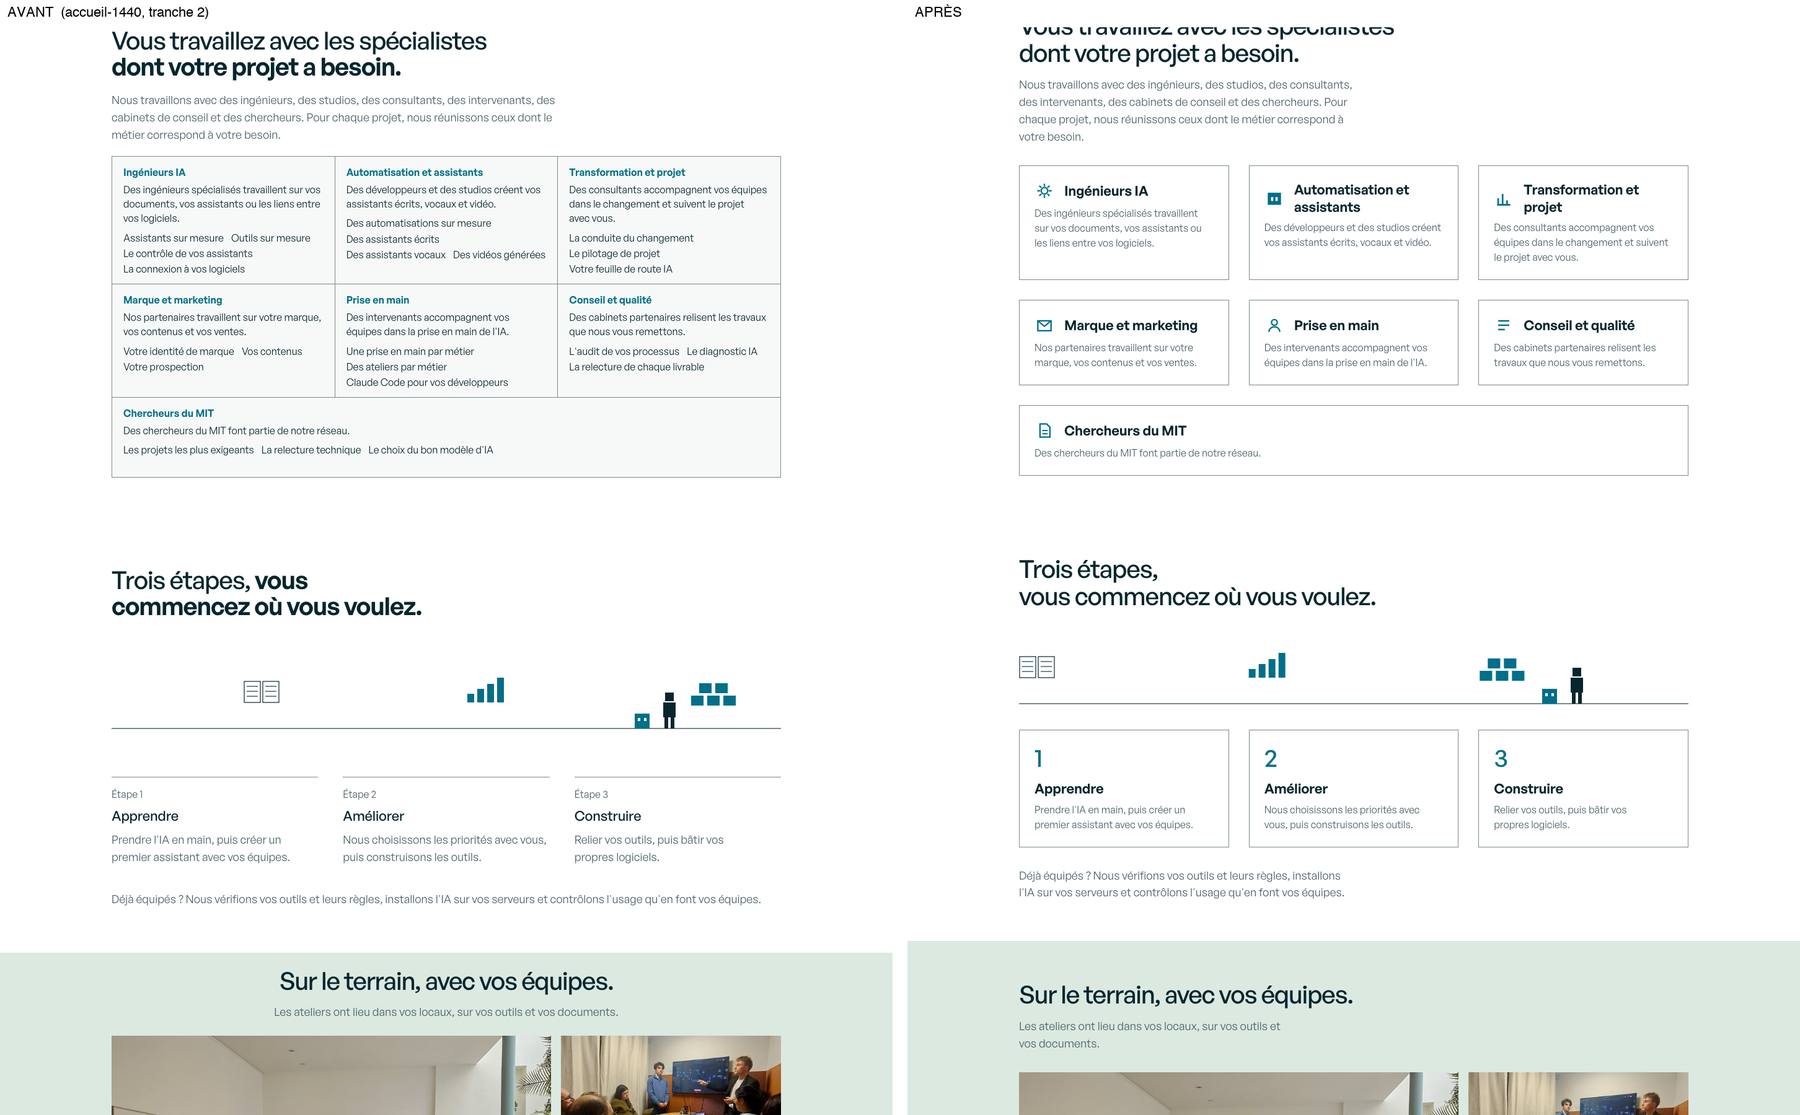 AVANT (accueil-1440, tranche 2)
Vous travaillez avec les spécialistes
dont votre projet a besoin.
Nous travaillons avec des ingénieurs, des studios, des consultants, des intervenants, des
cabinets de conseil et des chercheurs. Pour chaque projet, nous réunissons ceux dont le
métier correspond à votre besoin.
Ingénieurs IA
Des ingénieurs spécialisés travaillent sur vos
documents, vos assistants ou les liens entre
vos logiciels.
Assistants sur mesure Outils sur mesure
Le contrôle de vos assistants
La connexion à vos logiciels
Automatisation et assistants
Des développeurs et des studios créent vos
assistants écrits, vocaux et vidéo.
Des automatisations sur mesure
Des assistants écrits
Des assistants vocaux Des vidéos générées
Transformation et projet
Des consultants accompagnent vos équipes
dans le changement et suivent le projet
avec vous.
La conduite du changement
Le pilotage de projet
Votre feuille de route IA
Marque et marketing
Nos partenaires travaillent sur votre marque,
vos contenus et vos ventes.
Votre identité de marque Vos contenus
Votre prospection
Prise en main
Des intervenants accompagnent vos
équipes dans la prise en main de l'IA.
Une prise en main par métier
Des ateliers par métier
Claude Code pour vos développeurs
Conseil et qualité
Des cabinets partenaires relisent les travaux
que nous vous remettons.
L'audit de vos processus Le diagnostic IA
La relecture de chaque livrable
Chercheurs du MIT
Des chercheurs du MIT font partie de notre réseau.
Les projets les plus exigeants La relecture technique Le choix du bon modèle d'IA
Trois étapes, vous
commencez où vous voulez.
Étape 1
Apprendre
Prendre l'IA en main, puis créer un
premier assistant avec vos équipes.
Étape 2
Améliorer
Nous choisissons les priorités avec vous,
puis construisons les outils.
Étape 3
Construire
Relier vos outils, puis bâtir vos
propres logiciels.
Déjà équipés ? Nous vérifions vos outils et leurs règles, installons l'IA sur vos serveurs et contrôlons l'usage qu'en font vos équipes.
Sur le terrain, avec vos équipes.
Les ateliers ont lieu dans vos locaux, sur vos outils et vos documents.
APRÈS
Vous travaillez avec les spécialistes
dont votre projet a besoin.
Nous travaillons avec des ingénieurs, des studios, des consultants,
des intervenants, des cabinets de conseil et des chercheurs. Pour
chaque projet, nous réunissons ceux dont le métier correspond à
votre besoin.
Ingénieurs IA
Des ingénieurs spécialisés travaillent
sur vos documents, vos assistants ou
les liens entre vos logiciels.
Automatisation et
assistants
Des développeurs et des studios créent
vos assistants écrits, vocaux et vidéo.
Transformation et
projet
Des consultants accompagnent vos
équipes dans le changement et suivent
le projet avec vous.
Marque et marketing
Nos partenaires travaillent sur votre
marque, vos contenus et vos ventes.
Prise en main
Des intervenants accompagnent vos
équipes dans la prise en main de l'IA.
Conseil et qualité
Des cabinets partenaires relisent les
travaux que nous vous remettons.
Chercheurs du MIT
Des chercheurs du MIT font partie de notre réseau.
Trois étapes,
vous commencez où vous voulez.
1
Apprendre
Prendre l'IA en main, puis créer un
premier assistant avec vos équipes.
2
Améliorer
Nous choisissons les priorités avec
vous, puis construisons les outils.
3
Construire
Relier vos outils, puis bâtir vos
propres logiciels.
Déjà équipés ? Nous vérifions vos outils et leurs règles, installons
l'IA sur vos serveurs et contrôlons l'usage qu'en font vos équipes.
Sur le terrain, avec vos équipes.
Les ateliers ont lieu dans vos locaux, sur vos outils et
vos documents.